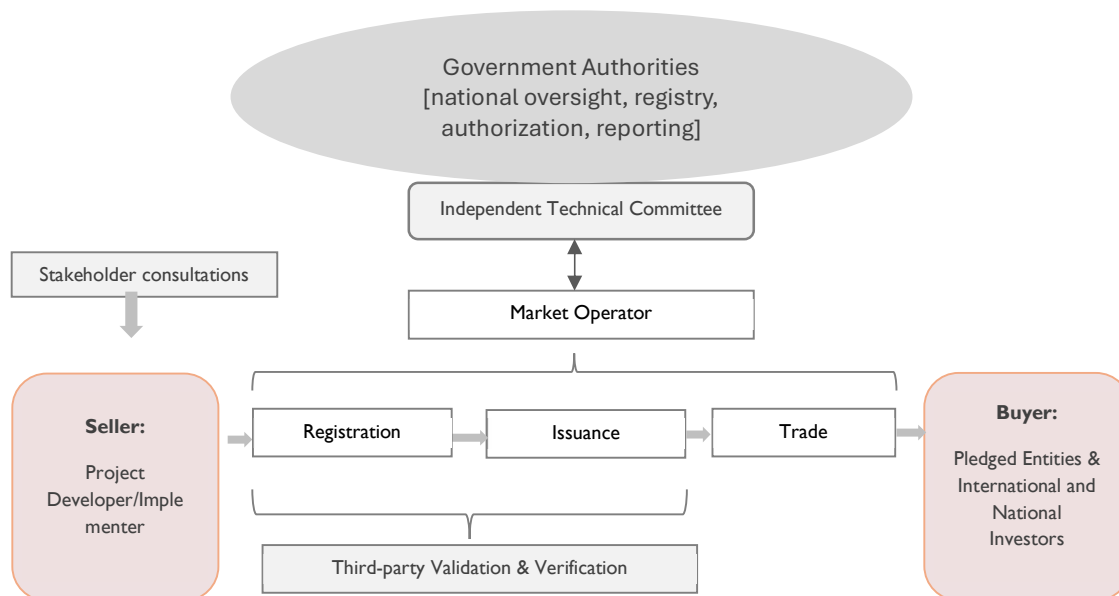 Government Authorities
[national oversight, registry,
authorization, reporting]
Independent Technical Committee
Stakeholder consultations
Market Operator
Seller:
Project
Developer/Imple
menter
Registration
Issuance
Trade
Buyer:
Pledged Entities &
International and
National
Investors
Third-party Validation & Verification